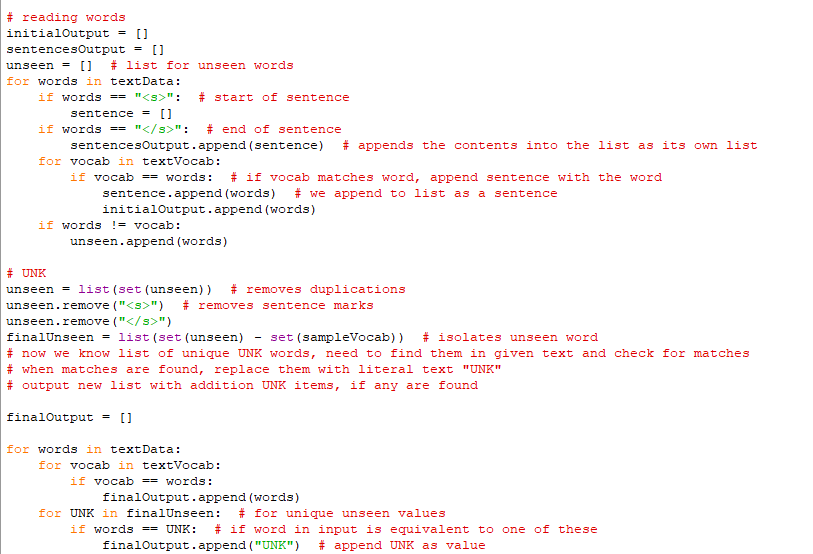 # reading words
initialOutput = []
sentencesOutput = []
unseen = []  # list for unseen words
for words in textData:
    if words == "<s>":  # start of sentence
        sentence = []
    if words == "</s>":  # end of sentence
        sentencesOutput.append(sentence)  # appends the contents into the list as its own list
    for vocab in textVocab:
        if vocab == words:  # if vocab matches word, append sentence with the word
            sentence.append(words)  # we append to list as a sentence
            initialOutput.append(words)
    if words != vocab:
        unseen.append(words)

# UNK
unseen = list(set(unseen))  # removes duplications
unseen.remove("<s>")  # removes sentence marks
unseen.remove("</s>")
finalUnseen = list(set(unseen) - set(sampleVocab))  # isolates unseen word
# now we know list of unique UNK words, need to find them in given text and check for matches
# when matches are found, replace them with literal text "UNK"
# output new list with addition UNK items, if any are found

finalOutput = []

for words in textData:
    for vocab in textVocab:
        if vocab == words:
            finalOutput.append(words)
    for UNK in finalUnseen:  # for unique unseen values
        if words == UNK:  # if word in input is equivalent to one of these
            finalOutput.append("UNK")  # append UNK as value